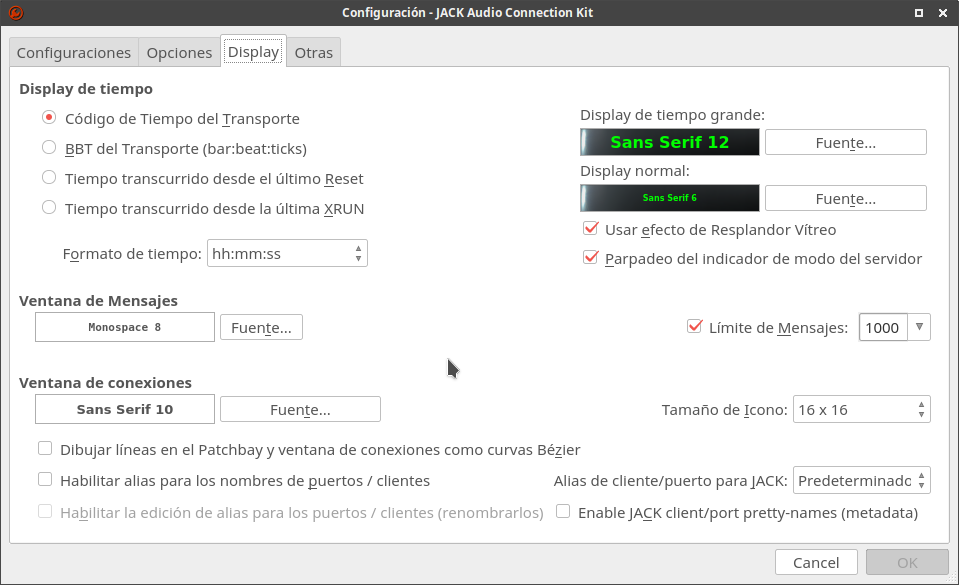 Configuración - JACK Audio Connection Kit
Configuraciones Opciones Display Otras
Display de tiempo
Código de Tiempo del Transporte
BBT del Transporte (bar:beat:ticks)
Tiempo transcurrido desde el último Reset
Tiempo transcurrido desde la última XRUN
Formato de tiempo: hh:mm:ss
Display de tiempo grande:
Sans Serif 12 Fuente...
Display normal:
Sans Serif 6 Fuente...
Usar efecto de Resplandor Vítreo
Parpadeo del indicador de modo del servidor
Ventana de Mensajes
Monospace 8 Fuente... Límite de Mensajes: 1000
Ventana de conexiones
Sans Serif 10 Fuente... Tamaño de Icono: 16 x 16
Dibujar líneas en el Patchbay y ventana de conexiones como curvas Bézier
Habilitar alias para los nombres de puertos / clientes Alias de cliente/puerto para JACK: Predeterminado
Habilitar la edición de alias para los puertos / clientes (renombrarlos) Enable JACK client/port pretty-names (metadata)
Cancel OK